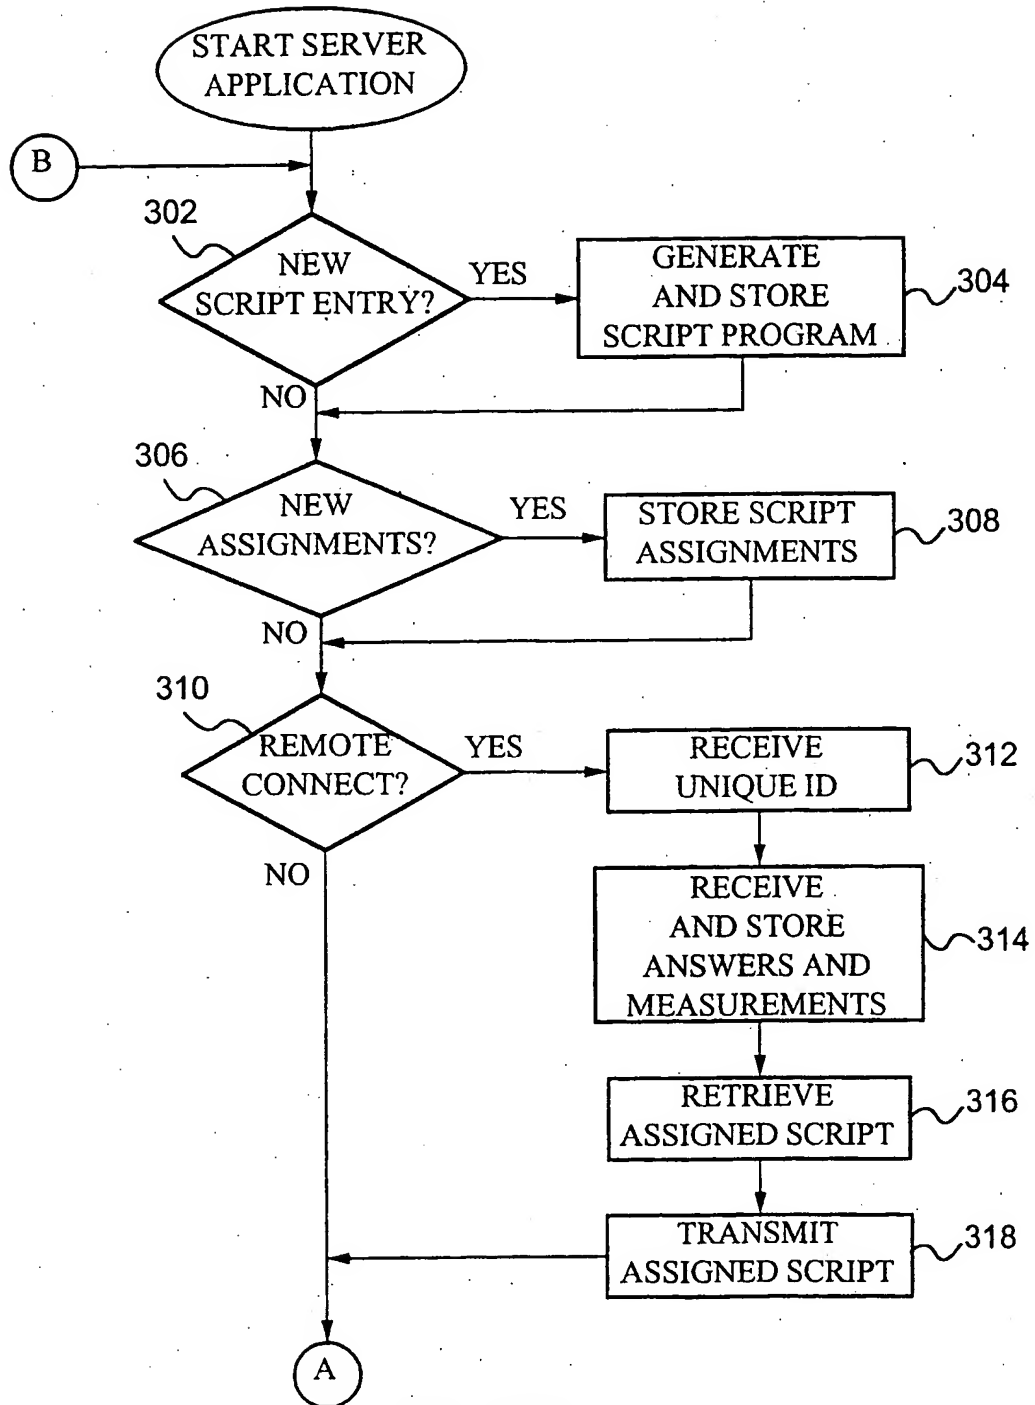 START SERVER
APPLICATION
B
302
NEW
SCRIPT ENTRY?
YES
GENERATE
AND STORE
SCRIPT PROGRAM
304
NO
306
NEW
ASSIGNMENTS?
YES
STORE SCRIPT
ASSIGNMENTS
308
NO
310
REMOTE
CONNECT?
YES
RECEIVE
UNIQUE ID
312
NO
RECEIVE
AND STORE
ANSWERS AND
MEASUREMENTS
314
RETRIEVE
ASSIGNED SCRIPT
316
TRANSMIT
ASSIGNED SCRIPT
318
A